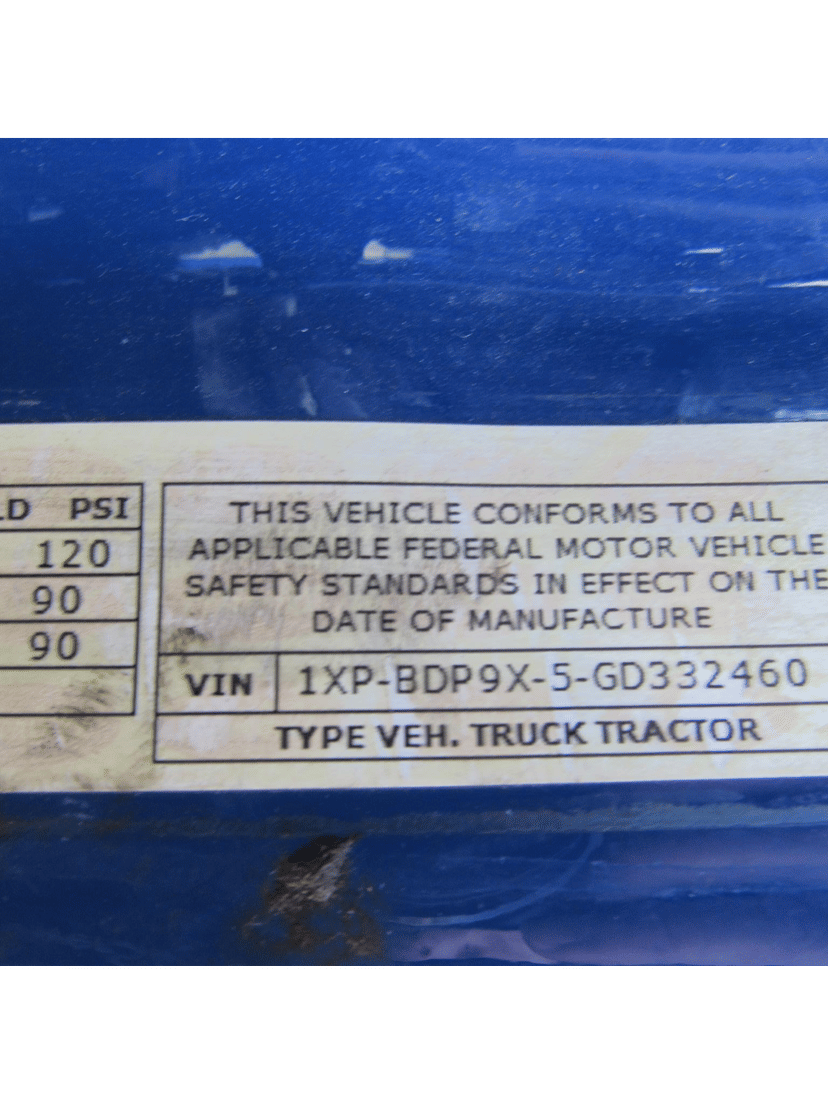 LD PSI
120
90
90
THIS VEHICLE CONFORMS TO ALL
APPLICABLE FEDERAL MOTOR VEHICLE
SAFETY STANDARDS IN EFFECT ON THE
DATE OF MANUFACTURE
VIN 1XP-BDP9X-5-GD332460
TYPE VEH. TRUCK TRACTOR